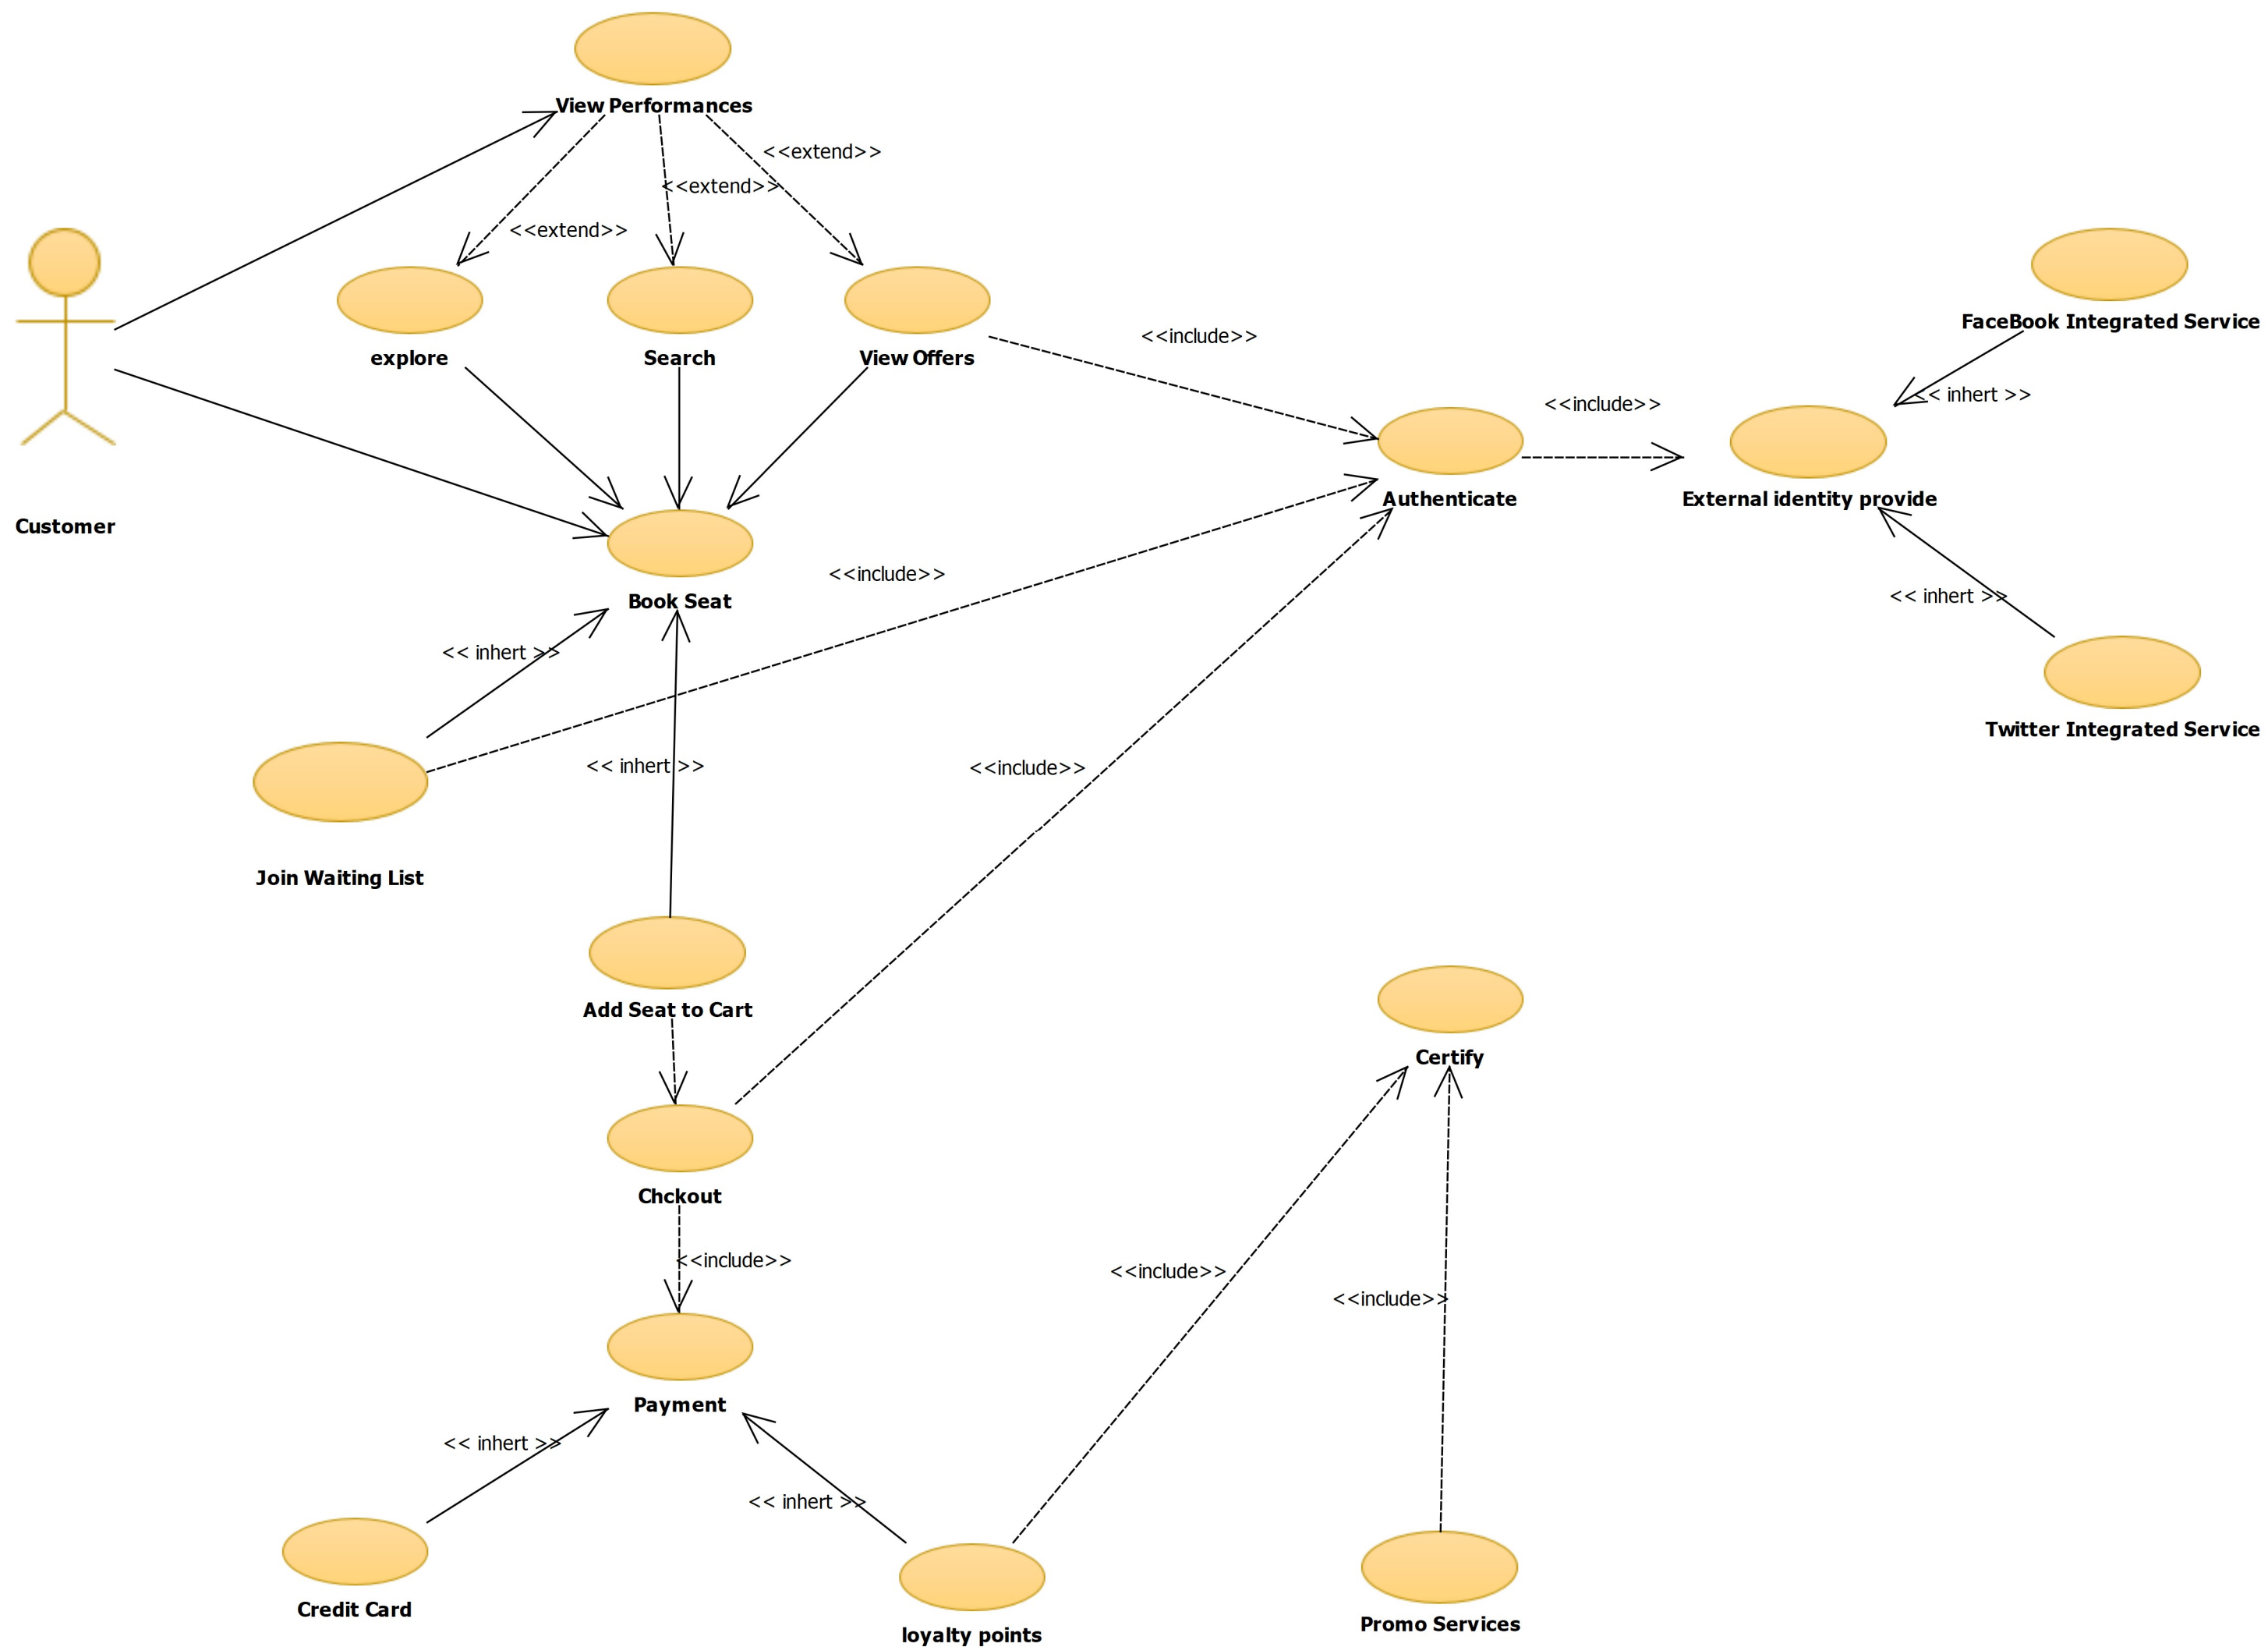 View Performances
<<extend>>
<<extend>>
<<extend>>
FaceBook Integrated Service
<<include>>
explore
Search
View Offers
<< inhert >>
<<include>>
Authenticate
External identity provide
Customer
<<include>>
<< inhert >>
Book Seat
<< inhert >>
Twitter Integrated Service
<< inhert >>
<<include>>
Join Waiting List
Add Seat to Cart
Certify
Chckout
<<include>>
<<include>>
<<include>>
Payment
<< inhert >>
<< inhert >>
Credit Card
Promo Services
loyalty points